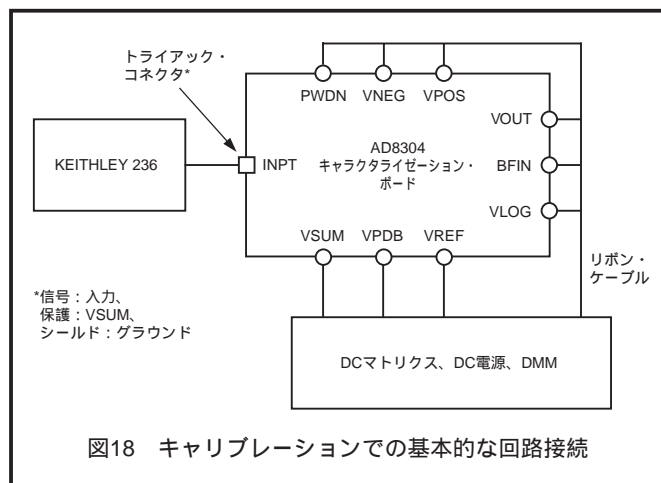 トライアック・
コネクタ*
PWDN VNEG VPOS
VOUT
KEITHLEY 236
INPT
AD8304
キャラクタライゼーション・
ボード
BFIN
VLOG
VSUM VPDB VREF
リボン・
ケーブル
*信号：入力、
保護：VSUM、
シールド：グラウンド
DCマトリクス、DC電源、DMM
図18 キャリブレーションでの基本的な回路接続